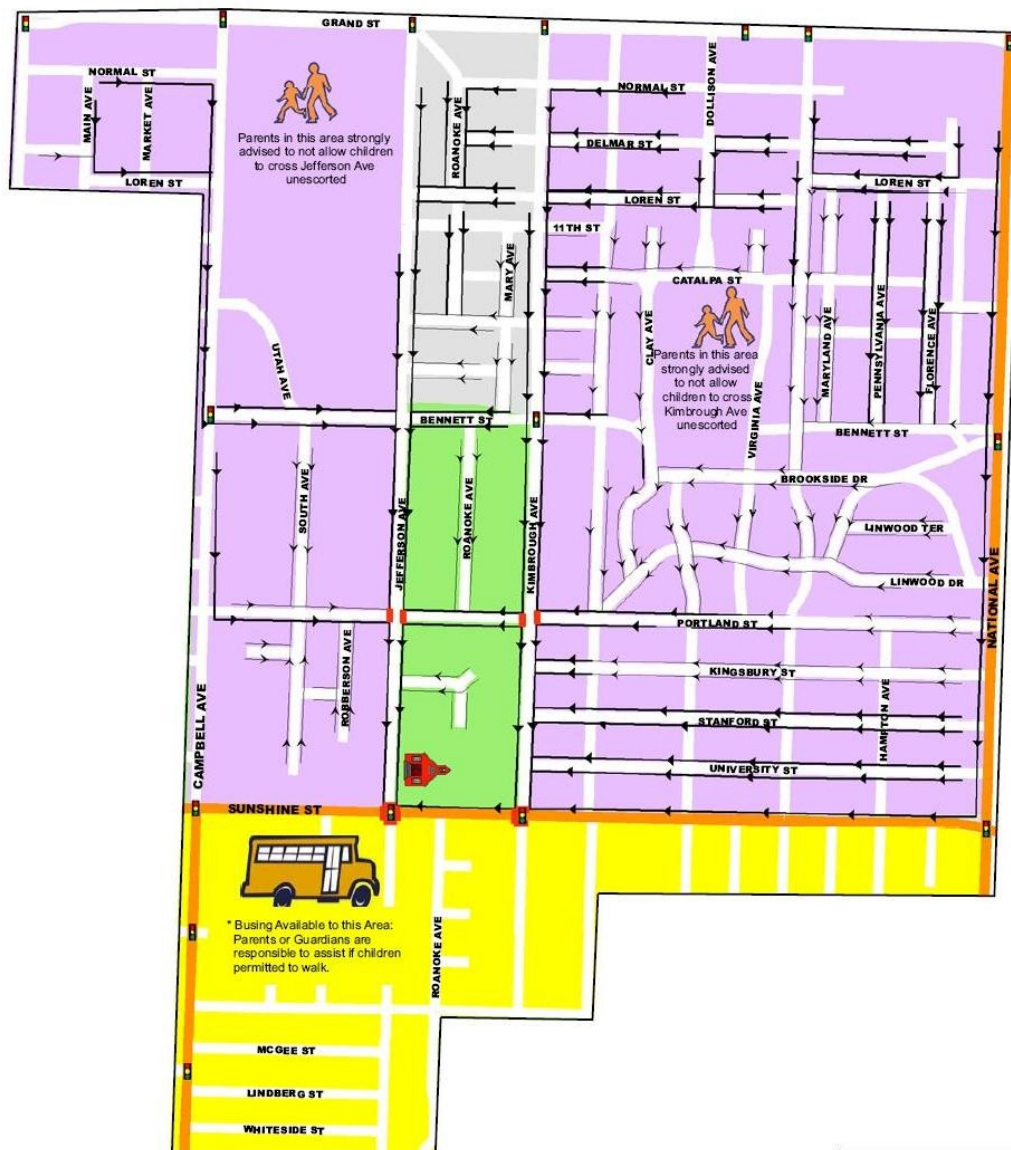 GRAND ST
NORMAL ST
MAIN AVE
MARKET AVE
LOREN ST
Parents in this area strongly
advised to not allow children
to cross Jefferson Ave
unescorted
ROANOKE AVE
DOLLISON AVE
NORMAL ST
DELMAR ST
LOREN ST
LOREN ST
11TH ST
MARY AVE
CATALPA ST
UTAH AVE
CLAY AVE
Parents in this area
strongly advised
to not allow
children to cross
Kimbrough Ave
unescorted
VIRGINIA AVE
MARYLAND AVE
PENNSYLVANIA AVE
FLORENCE AVE
BENNETT ST
BENNETT ST
BROOKSIDE DR
SOUTH AVE
JEFFERSON AVE
ROANOKE AVE
KIMBROUGH AVE
LINWOOD TER
LINWOOD DR
NATIONAL AVE
PORTLAND ST
ROBBERSON AVE
KINGSBURY ST
HAMPTON AVE
STANFORD ST
UNIVERSITY ST
CAMPBELL AVE
SUNSHINE ST
* Busing Available to this Area:
Parents or Guardians are
responsible to assist if children
permitted to walk.
ROANOKE AVE
MCGEE ST
LINDBERG ST
WHITESIDE ST